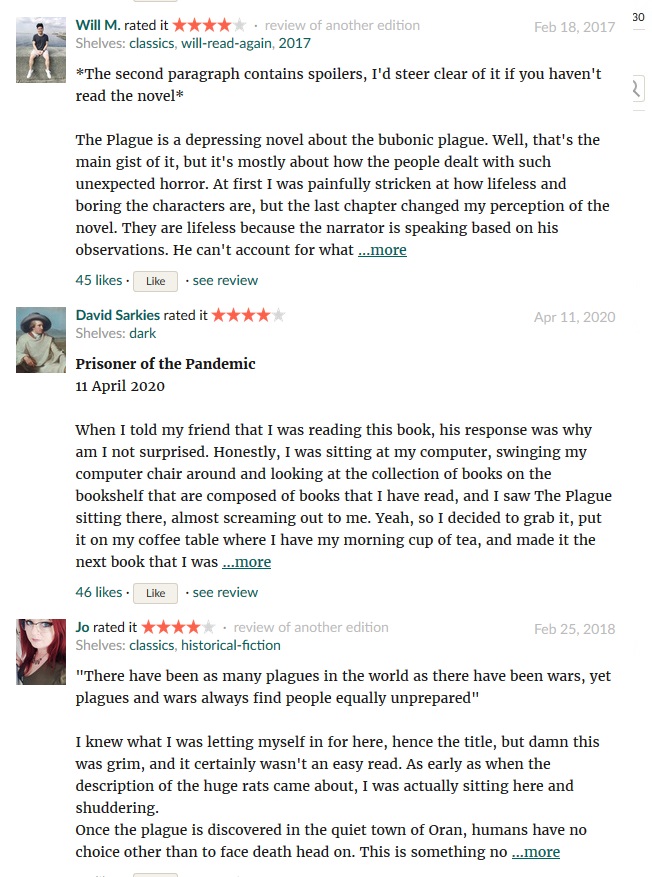 Will M. rated it · review of another edition Feb 18, 2017
Shelves: classics, will-read-again, 2017
*The second paragraph contains spoilers, I'd steer clear of it if you haven't
read the novel*
The Plague is a depressing novel about the bubonic plague. Well, that's the
main gist of it, but it's mostly about how the people dealt with such
unexpected horror. At first I was painfully stricken at how lifeless and
boring the characters are, but the last chapter changed my perception of the
novel. They are lifeless because the narrator is speaking based on his
observations. He can't account for what ...more
45 likes · Like · see review
David Sarkies rated it Apr 11, 2020
Shelves: dark
Prisoner of the Pandemic
11 April 2020
When I told my friend that I was reading this book, his response was why
am I not surprised. Honestly, I was sitting at my computer, swinging my
computer chair around and looking at the collection of books on the
bookshelf that are composed of books that I have read, and I saw The Plague
sitting there, almost screaming out to me. Yeah, so I decided to grab it, put
it on my coffee table where I have my morning cup of tea, and made it the
next book that I was ...more
46 likes · Like · see review
Jo rated it · review of another edition Feb 25, 2018
Shelves: classics, historical-fiction
"There have been as many plagues in the world as there have been wars, yet
plagues and wars always find people equally unprepared"
I knew what I was letting myself in for here, hence the title, but damn this
was grim, and it certainly wasn't an easy read. As early as when the
description of the huge rats came about, I was actually sitting here and
shuddering.
Once the plague is discovered in the quiet town of Oran, humans have no
choice other than to face death head on. This is something no ...more
30